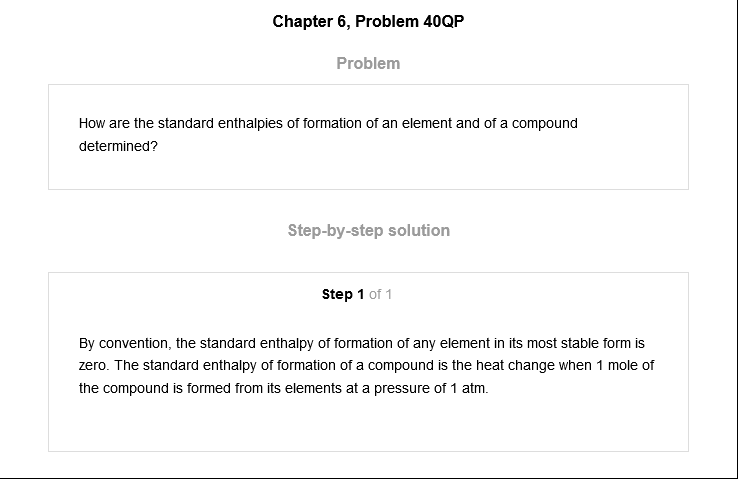 Chapter 6, Problem 40QP
Problem
How are the standard enthalpies of formation of an element and of a compound
determined?
Step-by-step solution
Step 1 of 1
By convention, the standard enthalpy of formation of any element in its most stable form is
zero. The standard enthalpy of formation of a compound is the heat change when 1 mole of
the compound is formed from its elements at a pressure of 1 atm.